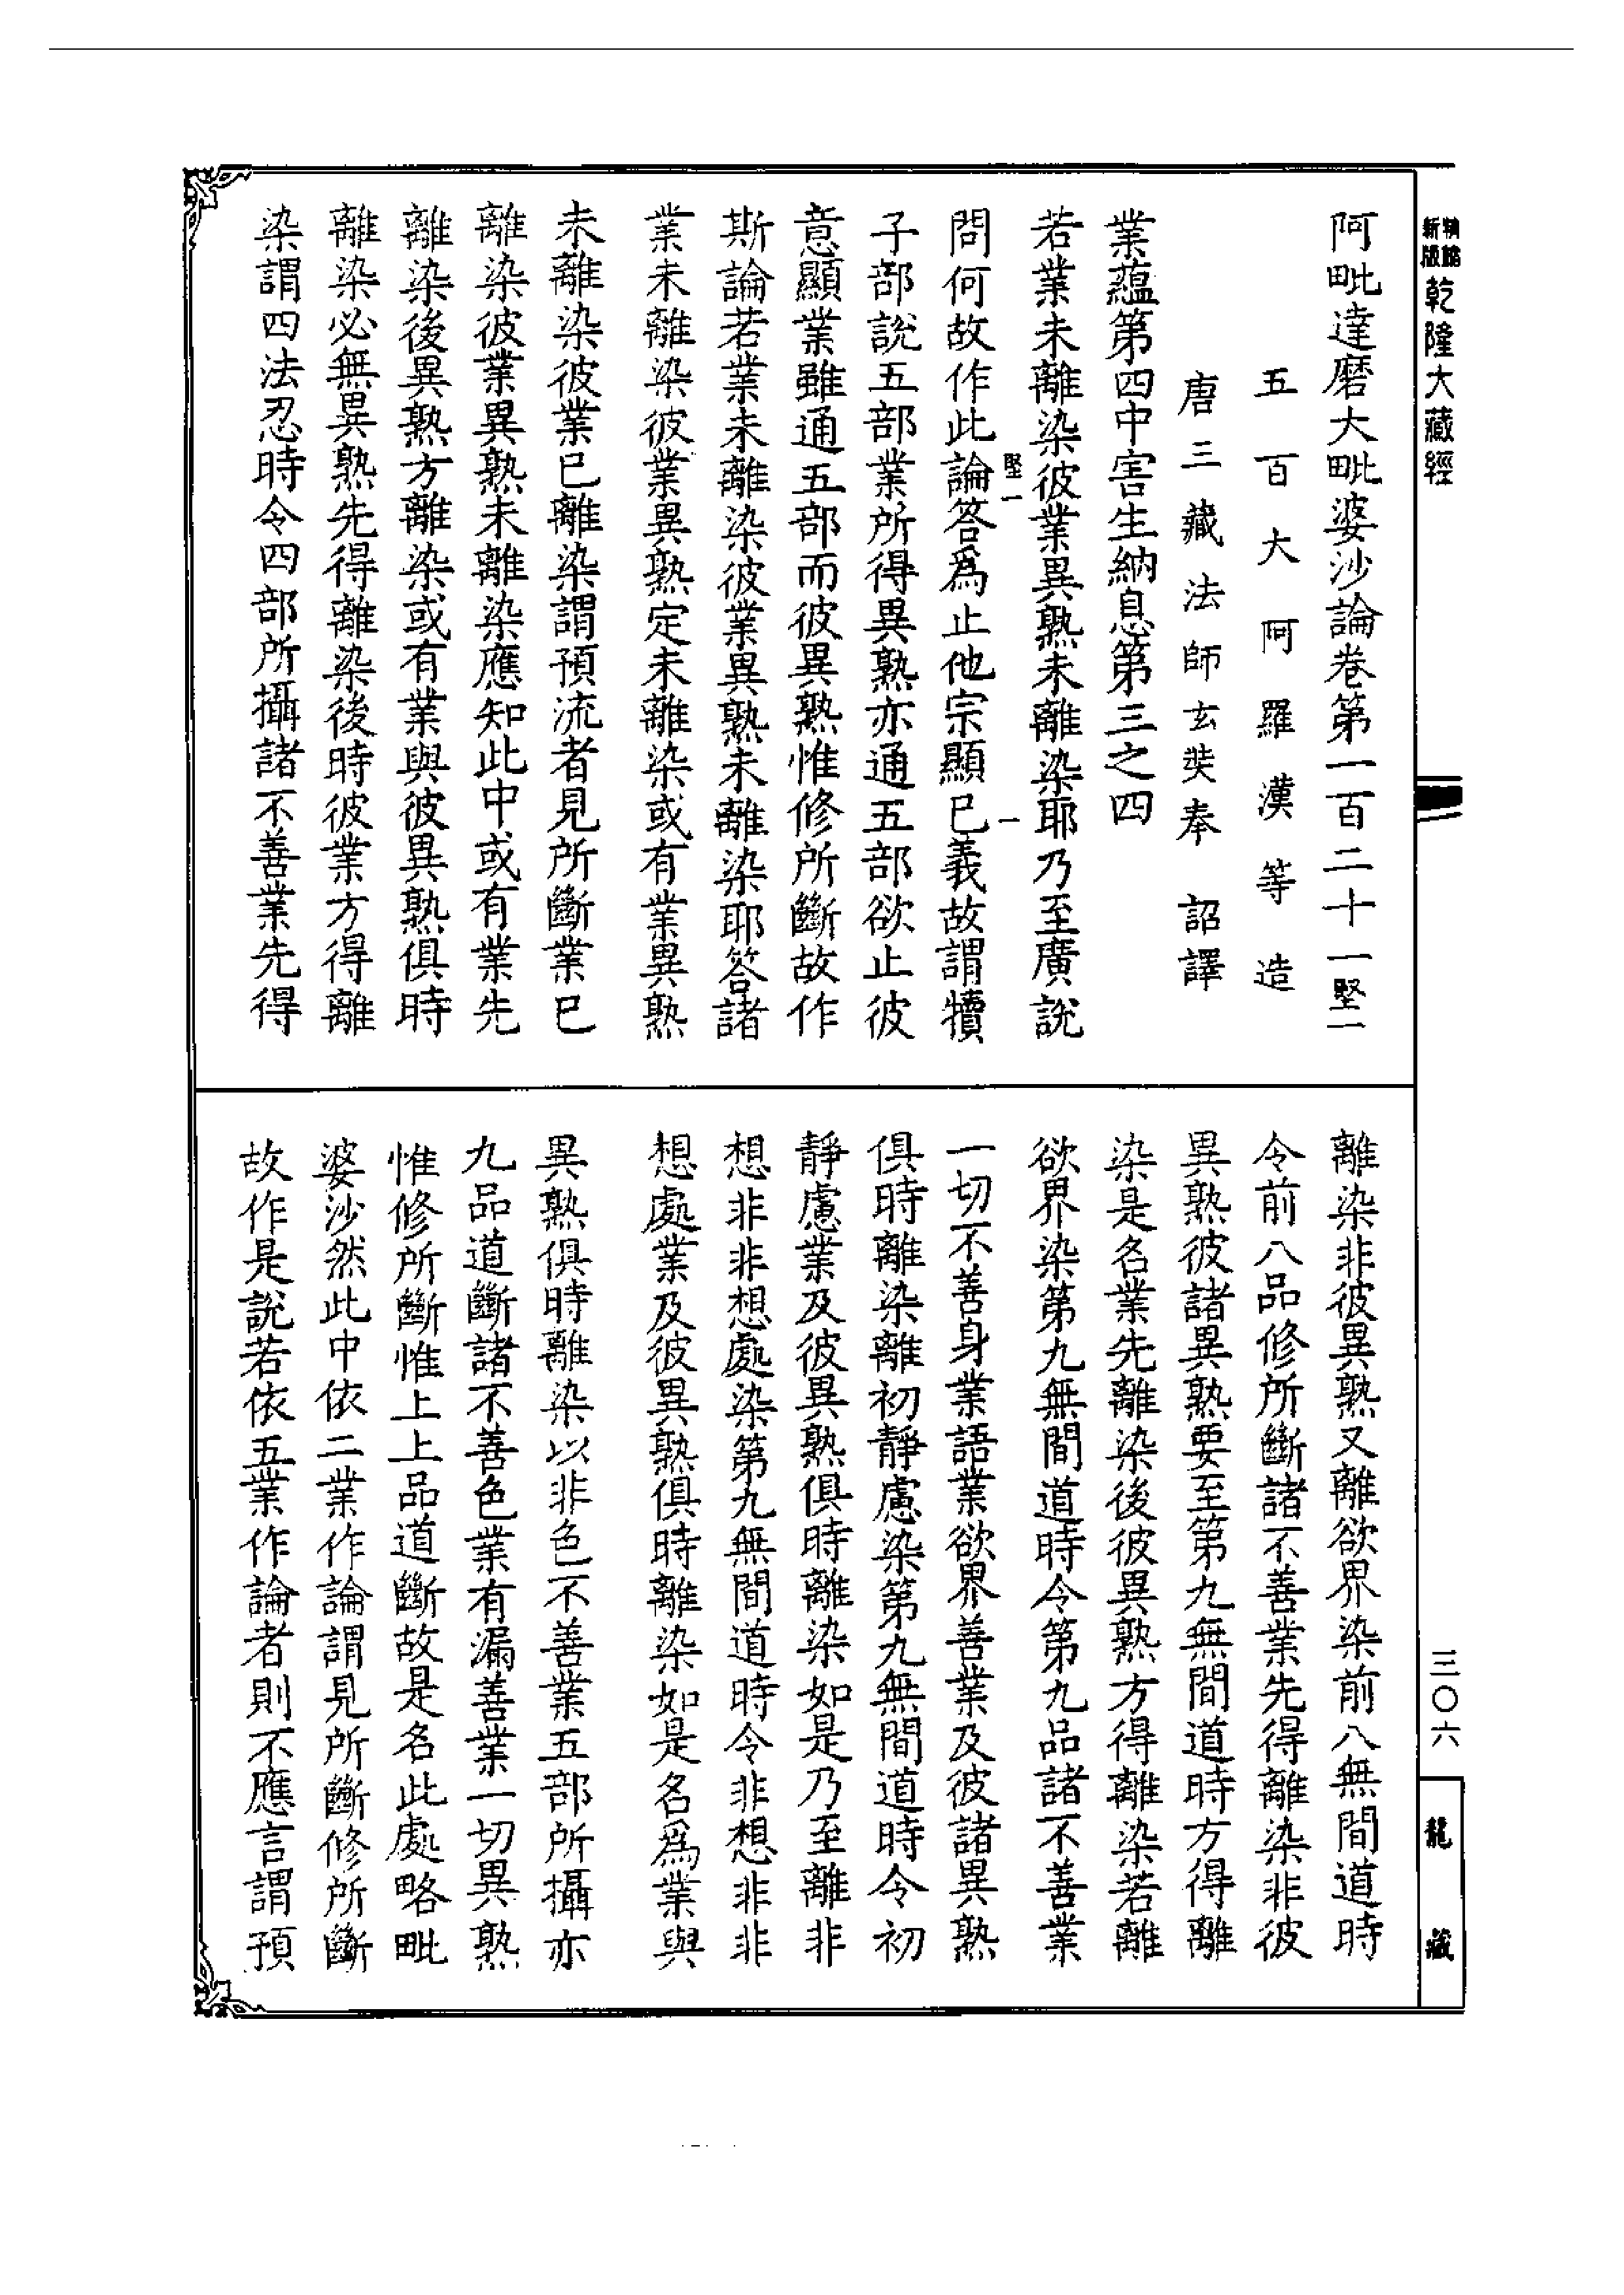 新版
精縮
乾隆大藏經
三〇六
龍藏
阿毗達磨大毗婆沙論卷第一百二十一 堅一
五百大阿羅漢等造
唐三藏法師玄奘奉 詔譯
業蘊第四中害生納息第三之四
若業未離染彼業異熟未離染耶乃至廣說
堅一 一
問何故作此論答為止他宗顯已義故謂犢
子部說五部業所得異熟亦通五部欲止彼
意顯業雖通五部而彼異熟惟修所斷故作
斯論若業未離染彼業異熟未離染耶答諸
業未離染彼業異熟定未離染或有業異熟
未離染彼業已離染謂預流者見所斷業已
離染彼業異熟未離染應知此中或有業先
離染後異熟方離染或有業與彼異熟俱時
離染必無異熟先得離染後時彼業方得離
染謂四法忍時令四部所攝諸不善業先得
離染非彼異熟又離欲界染前八無間道時
令前八品修所斷諸不善業先得離染非彼
異熟彼諸異熟要至第九無間道時方得離
染是名業先離染後彼異熟方得離染若離
欲界染第九無間道時令第九品諸不善業
一切不善身業語業欲界善業及彼諸異熟
俱時離染離初靜慮染第九無間道時令初
靜慮業及彼異熟俱時離染如是乃至離非
想非非想處染第九無間道時令非想非非
想處業及彼異熟俱時離染如是名為業與
異熟俱時離染以非色不善業五部所攝亦
九品道斷諸不善色業有漏善業一切異熟
惟修所斷惟上上品道斷故是名此處略毗
婆沙然此中依二業作論謂見所斷修所斷
故作是說若依五業作論者則不應言謂預